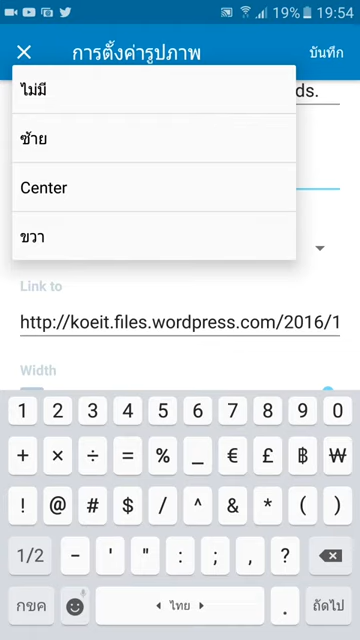 19% 19:54
การตั้งค่ารูปภาพ บันทึก
ds.
ไม่มี
ซ้าย
Center
ขวา
Link to
http://koeit.files.wordpress.com/2016/1
Width
1 2 3 4 5 6 7 8 9 0
+ × ÷ = % _ € £ ฿ ₩
! @ # $ / ^ & * ( )
1/2 - ' " : ; , ?
กขค ไทย . ถัดไป